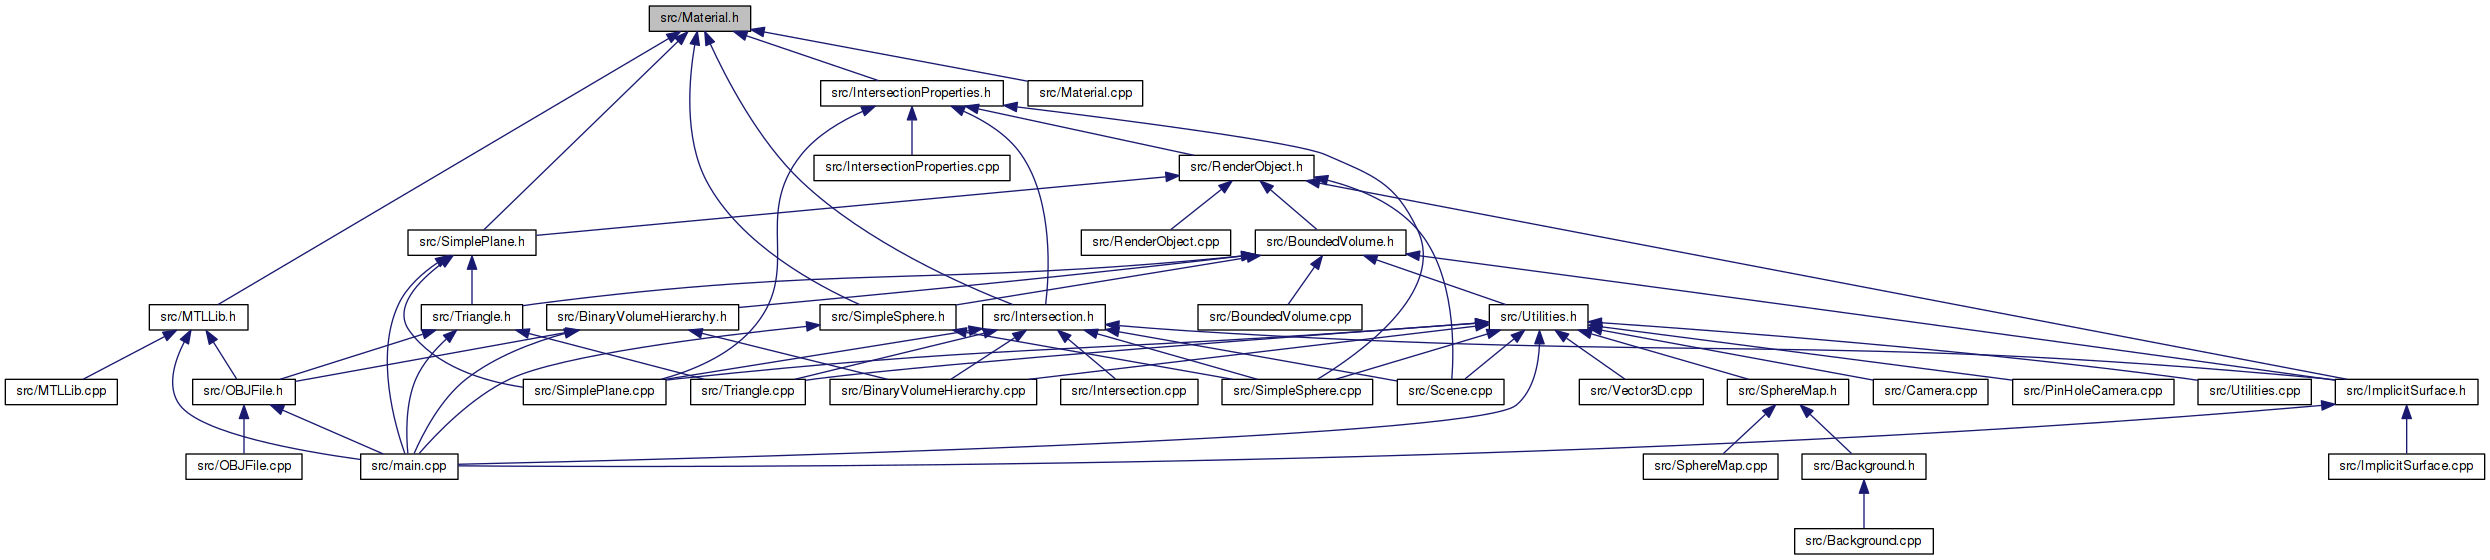 src/Material.h
src/IntersectionProperties.h
src/Material.cpp
src/IntersectionProperties.cpp
src/RenderObject.h
src/SimplePlane.h
src/RenderObject.cpp
src/BoundedVolume.h
src/MTLLib.h
src/Triangle.h
src/BinaryVolumeHierarchy.h
src/SimpleSphere.h
src/Intersection.h
src/BoundedVolume.cpp
src/Utilities.h
src/MTLLib.cpp
src/OBJFile.h
src/SimplePlane.cpp
src/Triangle.cpp
src/BinaryVolumeHierarchy.cpp
src/Intersection.cpp
src/SimpleSphere.cpp
src/Scene.cpp
src/Vector3D.cpp
src/SphereMap.h
src/Camera.cpp
src/PinHoleCamera.cpp
src/Utilities.cpp
src/ImplicitSurface.h
src/OBJFile.cpp
src/main.cpp
src/SphereMap.cpp
src/Background.h
src/ImplicitSurface.cpp
src/Background.cpp